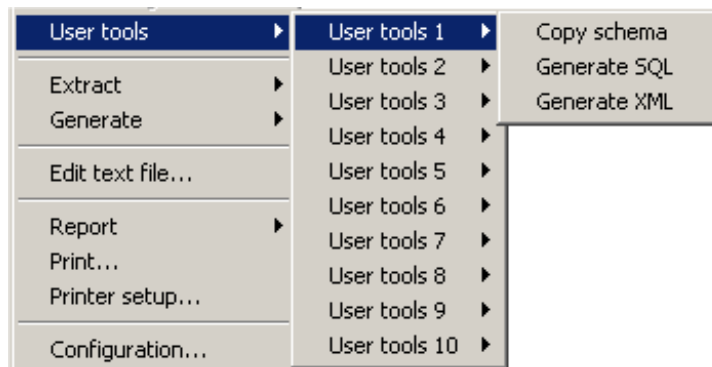 User tools
Extract
Generate
Edit text file...
Report
Print...
Printer setup...
Configuration...
User tools 1
User tools 2
User tools 3
User tools 4
User tools 5
User tools 6
User tools 7
User tools 8
User tools 9
User tools 10
Copy schema
Generate SQL
Generate XML